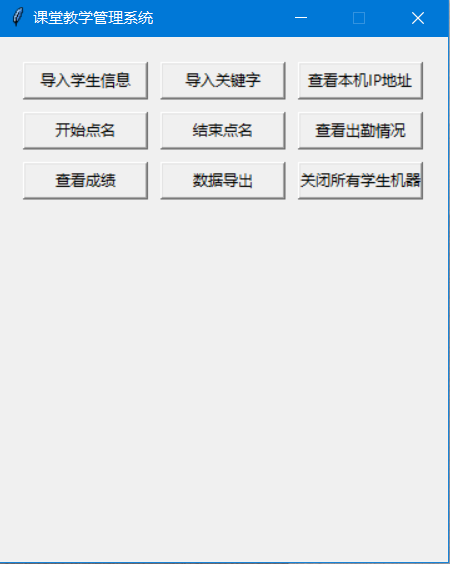 课堂教学管理系统
导入学生信息 导入关键字 查看本机IP地址
开始点名 结束点名 查看出勤情况
查看成绩 数据导出 关闭所有学生机器